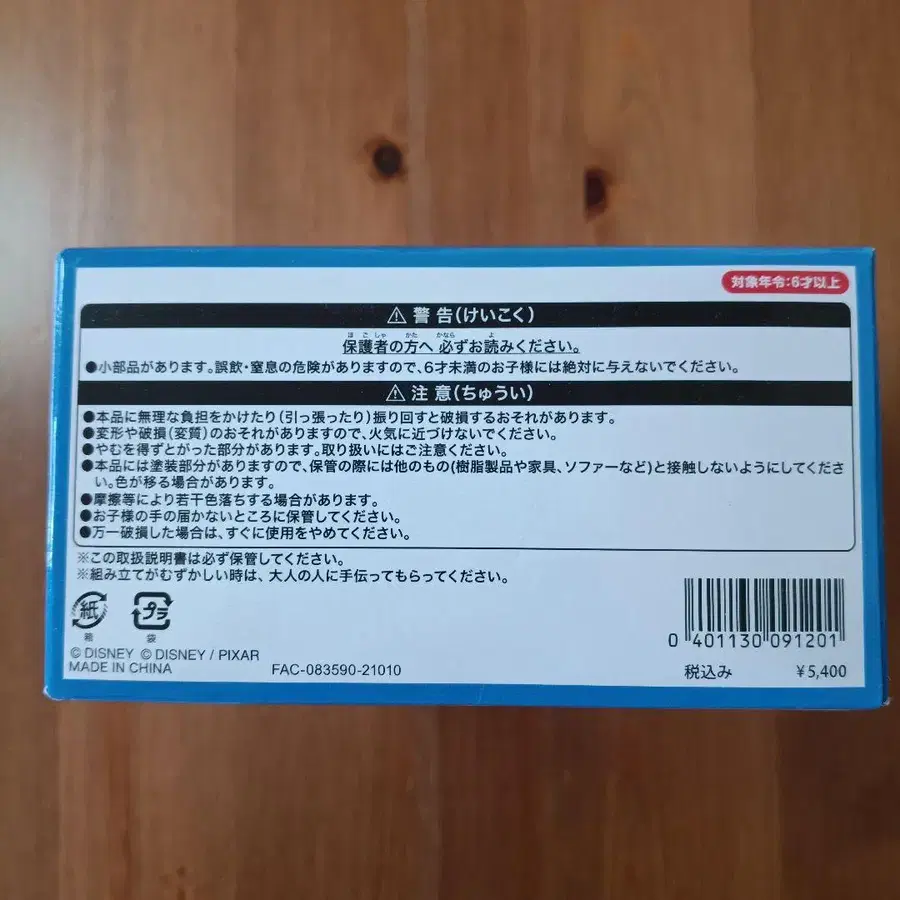 対象年令:6才以上
⚠ 警告(けいこく)
ほごしゃ かた かなら よ
保護者の方へ 必ずお読みください。
●小部品があります。誤飲・窒息の危険がありますので、6才未満のお子様には絶対に与えないでください。
⚠ 注意(ちゅうい)
●本品に無理な負担をかけたり(引っ張ったり)振り回すと破損するおそれがあります。
●変形や破損(変質)のおそれがありますので、火気に近づけないでください。
●やむを得ずとがった部分があります。取り扱いにはご注意ください。
●本品には塗装部分がありますので、保管の際には他のもの(樹脂製品や家具、ソファーなど)と接触しないようにしてくださ
い。色が移る場合があります。
●摩擦等により若干色落ちする場合があります。
●お子様の手の届かないところに保管してください。
●万一破損した場合は、すぐに使用をやめてください。
※この取扱説明書は必ず保管してください。
※組み立てがむずかしい時は、大人の人に手伝ってもらってください。
紙 プラ
箱 袋
0 401130 091201
© DISNEY © DISNEY / PIXAR
MADE IN CHINA FAC-083590-21010 税込み ¥5,400